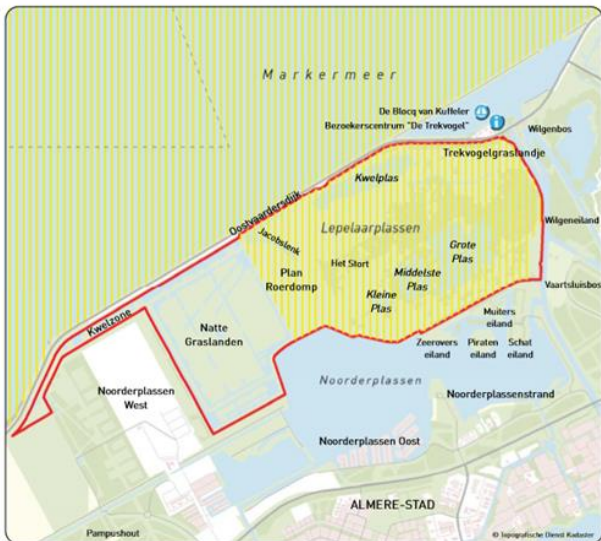 Markermeer
De Blocq van Kuffeler
Bezoekerscentrum "De Trekvogel"
Wilgenbos
Trekvogelgraslandje
Kwelplas
Oostvaardersdijk
Lepelaarplassen
Wilgeneiland
Jacobslenk
Grote
Plas
Het Stort
Plan
Roerdomp
Middelste
Plas
Vaartsluisbos
Kleine
Plas
Muiters
eiland
Kwelzone
Natte
Graslanden
Zeerovers
eiland
Piraten
eiland
Schat
eiland
Noorderplassen
Noorderplassen
West
Noorderplassenstrand
Noorderplassen Oost
ALMERE-STAD
Pampushout
© Topografische Dienst Kadaster